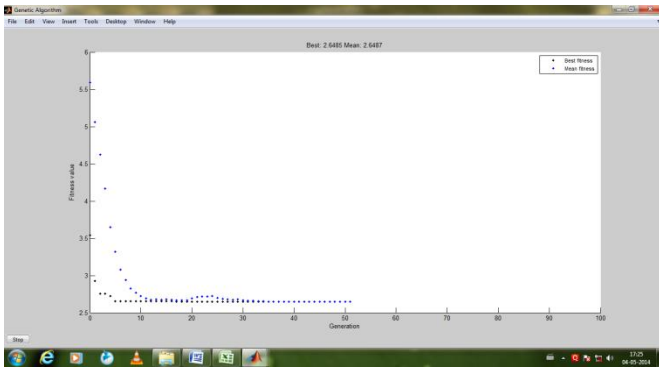 Genetic Algorithm
File Edit View Insert Tools Desktop Window Help
Best: 2.6485 Mean: 2.6487
Best fitness
Mean fitness
6
5.5
5
4.5
4
3.5
3
2.5
Fitness value
0 10 20 30 40 50 60 70 80 90 100
Generation
Stop
17:25
04-05-2014